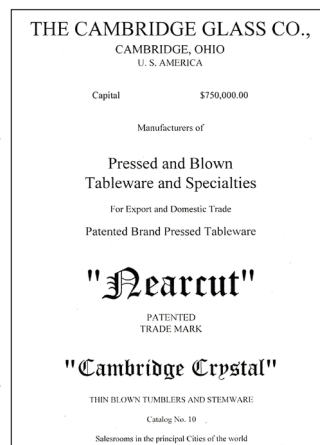 THE CAMBRIDGE GLASS CO.,
CAMBRIDGE, OHIO
U. S. AMERICA
Capital $750,000.00
Manufacturers of
Pressed and Blown
Tableware and Specialties
For Export and Domestic Trade
Patented Brand Pressed Tableware
"Nearcut"
PATENTED
TRADE MARK
"Cambridge Crystal"
THIN BLOWN TUMBLERS AND STEMWARE
Catalog No. 10
Salesrooms in the principal Cities of the world